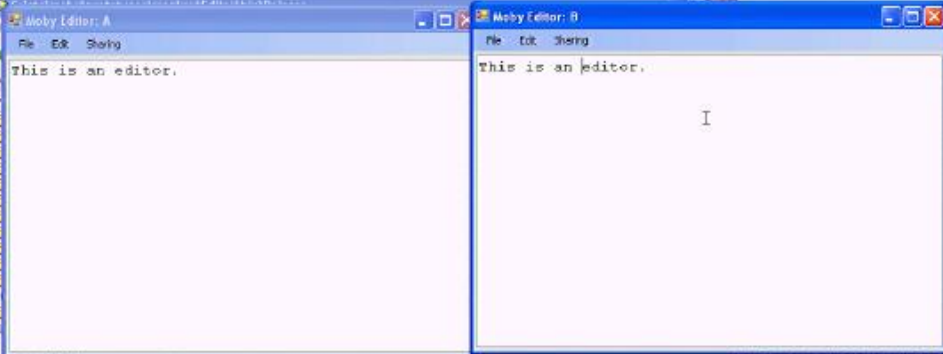 Moby Editor: A
File Edit Sharing
This is an editor.
Moby Editor: B
File Edit Sharing
This is an editor.